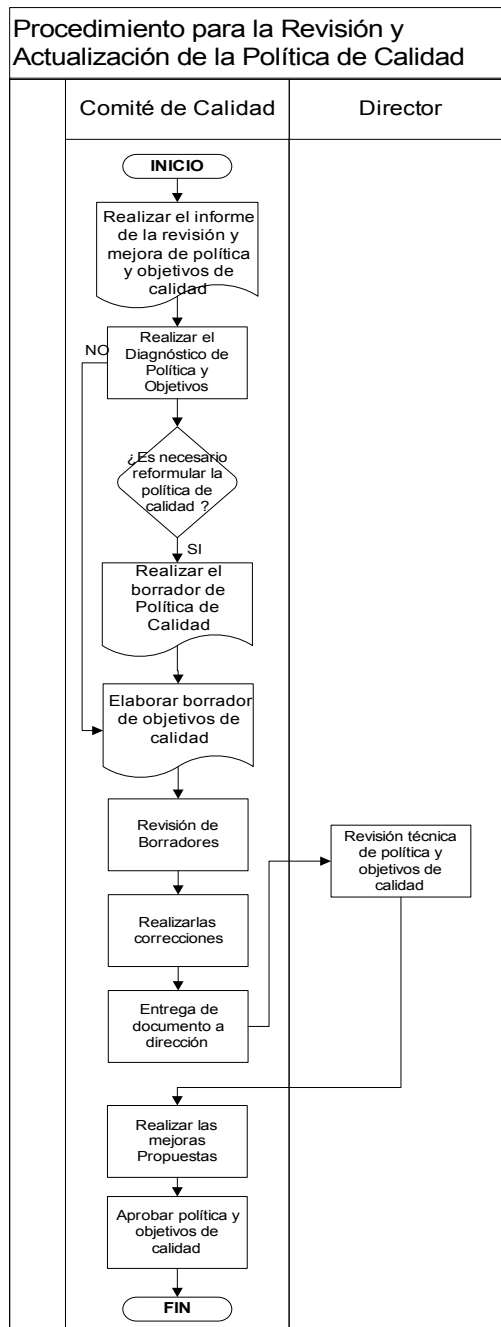 Procedimiento para la Revisión y
Actualización de la Política de Calidad
Comité de Calidad
Director
INICIO
Realizar el informe
de la revisión y
mejora de política
y objetivos de
calidad
Realizar el
Diagnóstico de
Política y
Objetivos
NO
¿Es necesario
reformular la
política de
calidad ?
SI
Realizar el
borrador de
Política de
Calidad
Elaborar borrador
de objetivos de
calidad
Revisión de
Borradores
Revisión técnica
de política y
objetivos de
calidad
Realizarlas
correcciones
Entrega de
documento a
dirección
Realizar las
mejoras
Propuestas
Aprobar política y
objetivos de
calidad
FIN